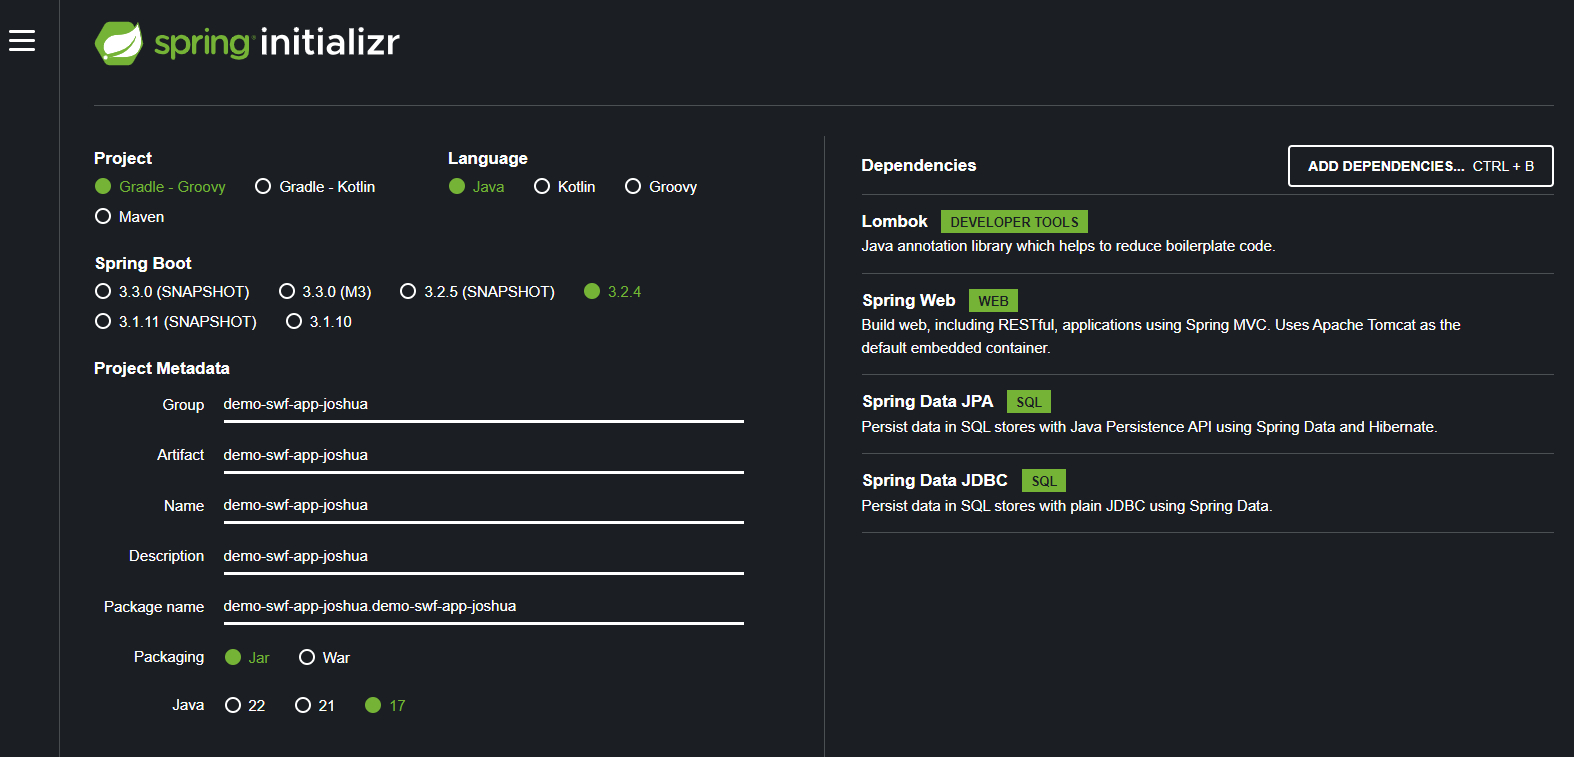 spring initializr
Project
Gradle - Groovy Gradle - Kotlin
Maven
Language
Java Kotlin Groovy
Spring Boot
3.3.0 (SNAPSHOT) 3.3.0 (M3) 3.2.5 (SNAPSHOT) 3.2.4
3.1.11 (SNAPSHOT) 3.1.10
Project Metadata
Group demo-swf-app-joshua
Artifact demo-swf-app-joshua
Name demo-swf-app-joshua
Description demo-swf-app-joshua
Package name demo-swf-app-joshua.demo-swf-app-joshua
Packaging Jar War
Java 22 21 17
Dependencies ADD DEPENDENCIES... CTRL + B
Lombok DEVELOPER TOOLS
Java annotation library which helps to reduce boilerplate code.
Spring Web WEB
Build web, including RESTful, applications using Spring MVC. Uses Apache Tomcat as the
default embedded container.
Spring Data JPA SQL
Persist data in SQL stores with Java Persistence API using Spring Data and Hibernate.
Spring Data JDBC SQL
Persist data in SQL stores with plain JDBC using Spring Data.